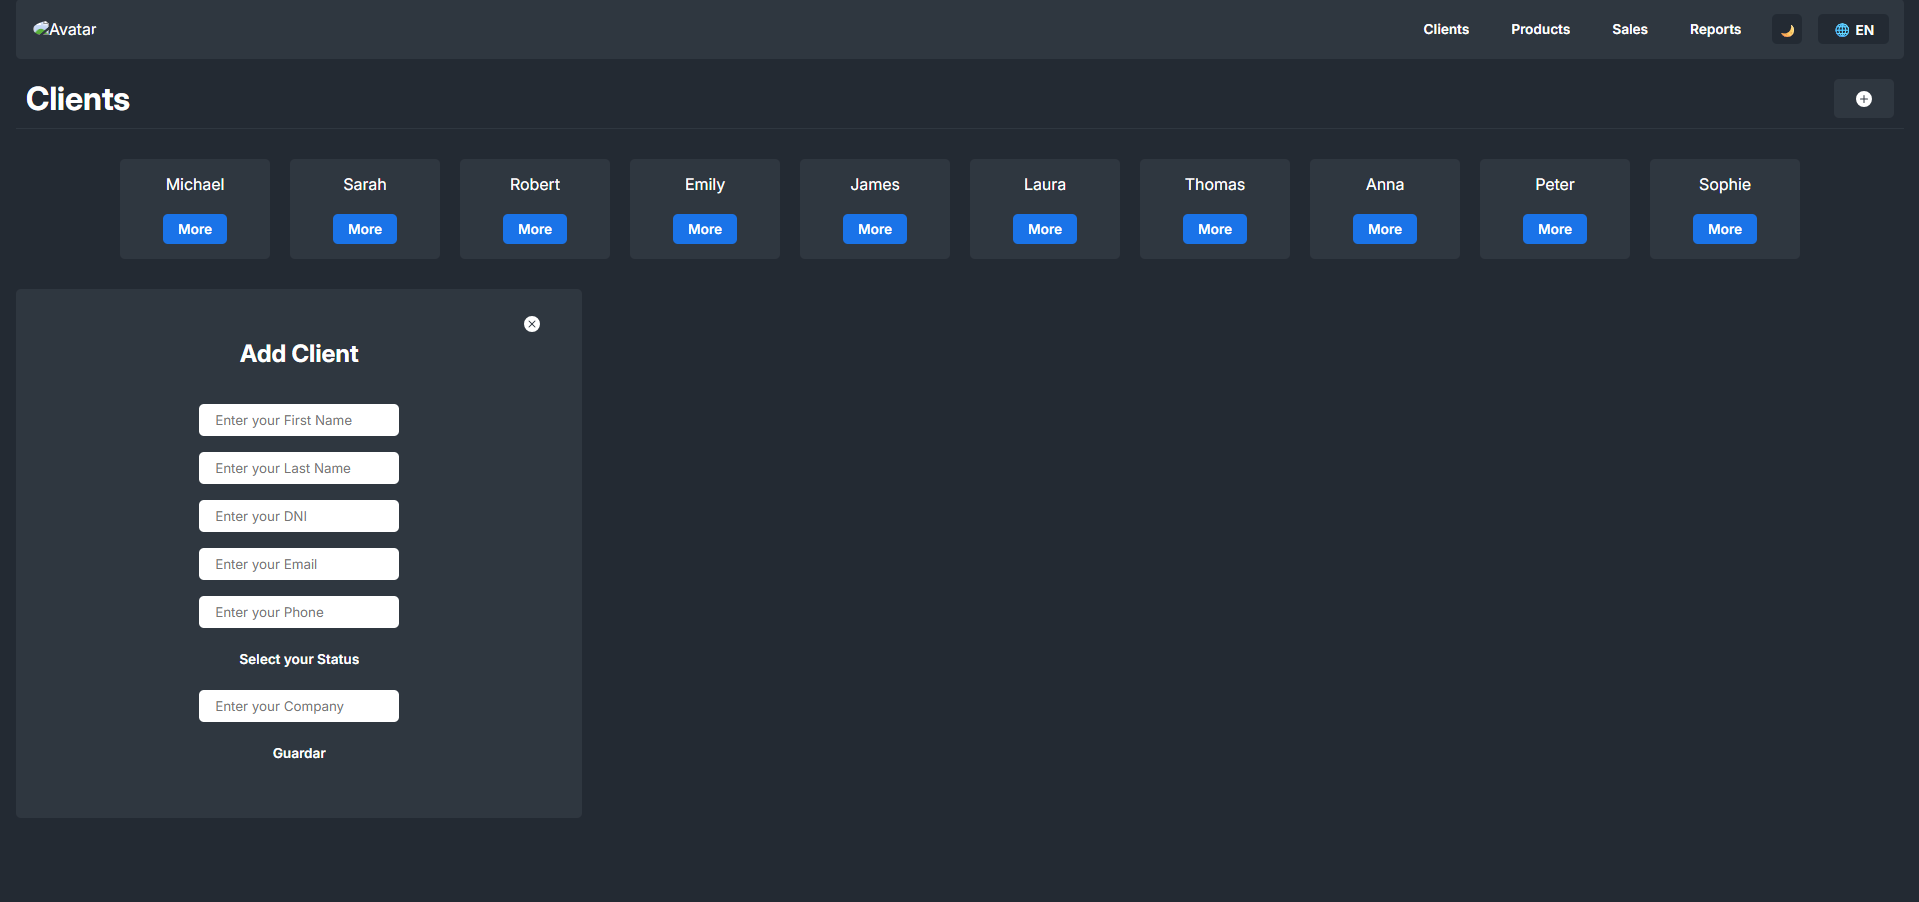 Avatar
Clients Products Sales Reports EN
Clients
Michael Sarah Robert Emily James Laura Thomas Anna Peter Sophie
More More More More More More More More More More
Add Client
Enter your First Name
Enter your Last Name
Enter your DNI
Enter your Email
Enter your Phone
Select your Status
Enter your Company
Guardar